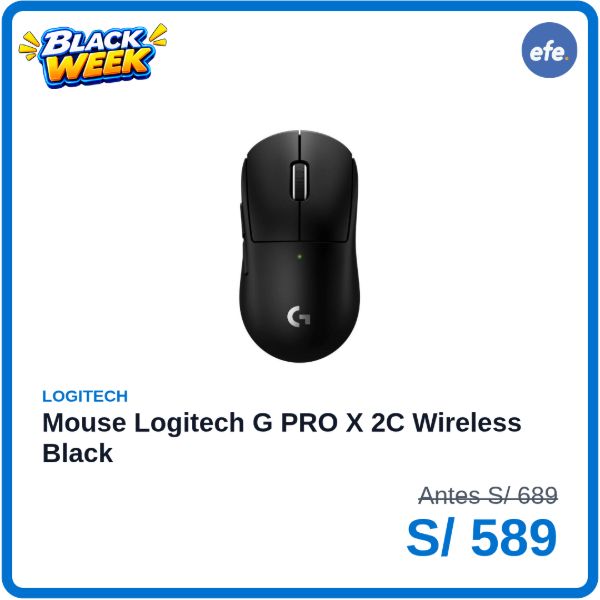 BLACK
WEEK
efe.
G
LOGITECH
Mouse Logitech G PRO X 2C Wireless
Black
Antes S/ 689
S/ 589